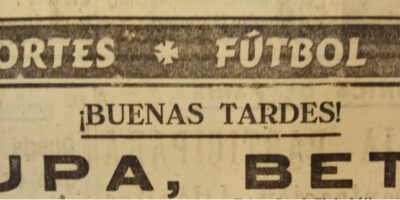 ORTES * FÚTBOL
¡BUENAS TARDES!
UPA, BET